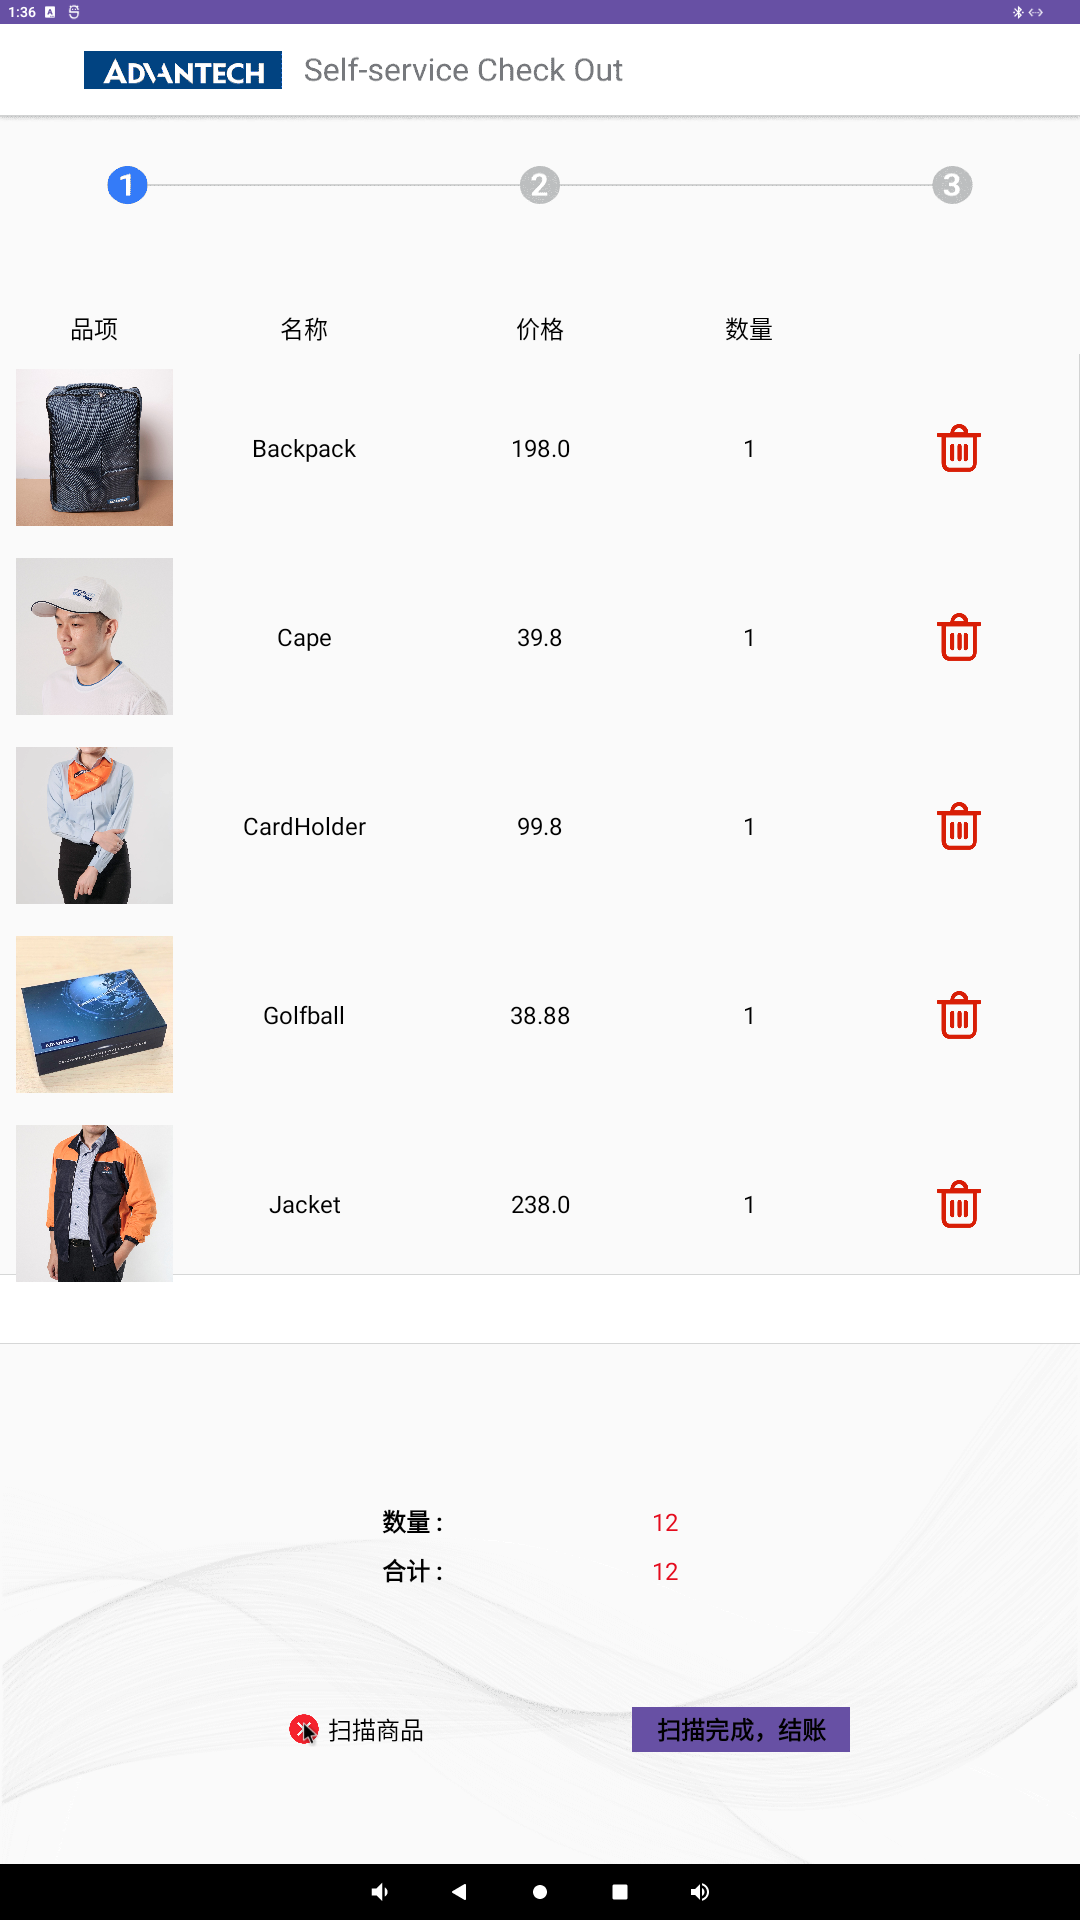 1:36
ADVANTECH Self-service Check Out
1 2 3
品项 名称 价格 数量
Backpack 198.0 1
Cape 39.8 1
CardHolder 99.8 1
ADVANTECH
Golfball 38.88 1
Jacket 238.0 1
数量 : 12
合计 : 12
扫描商品 扫描完成，结账